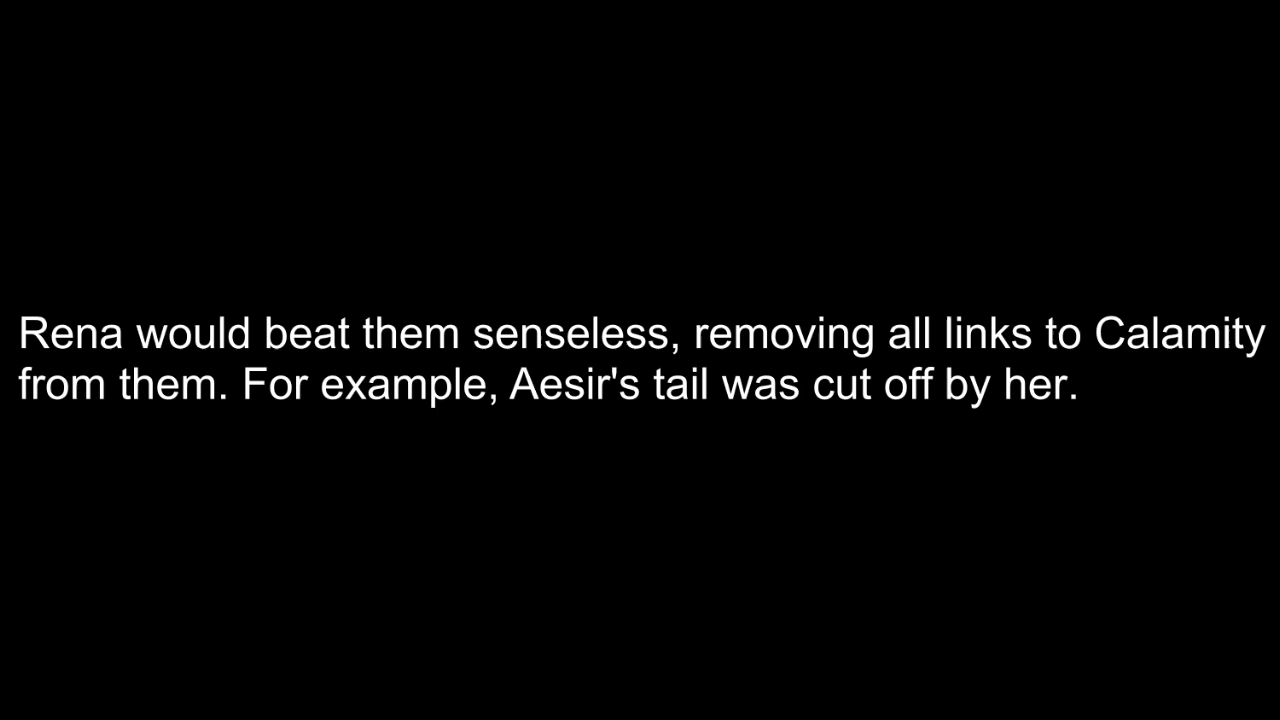 Rena would beat them senseless, removing all links to Calamity
from them. For example, Aesir's tail was cut off by her.